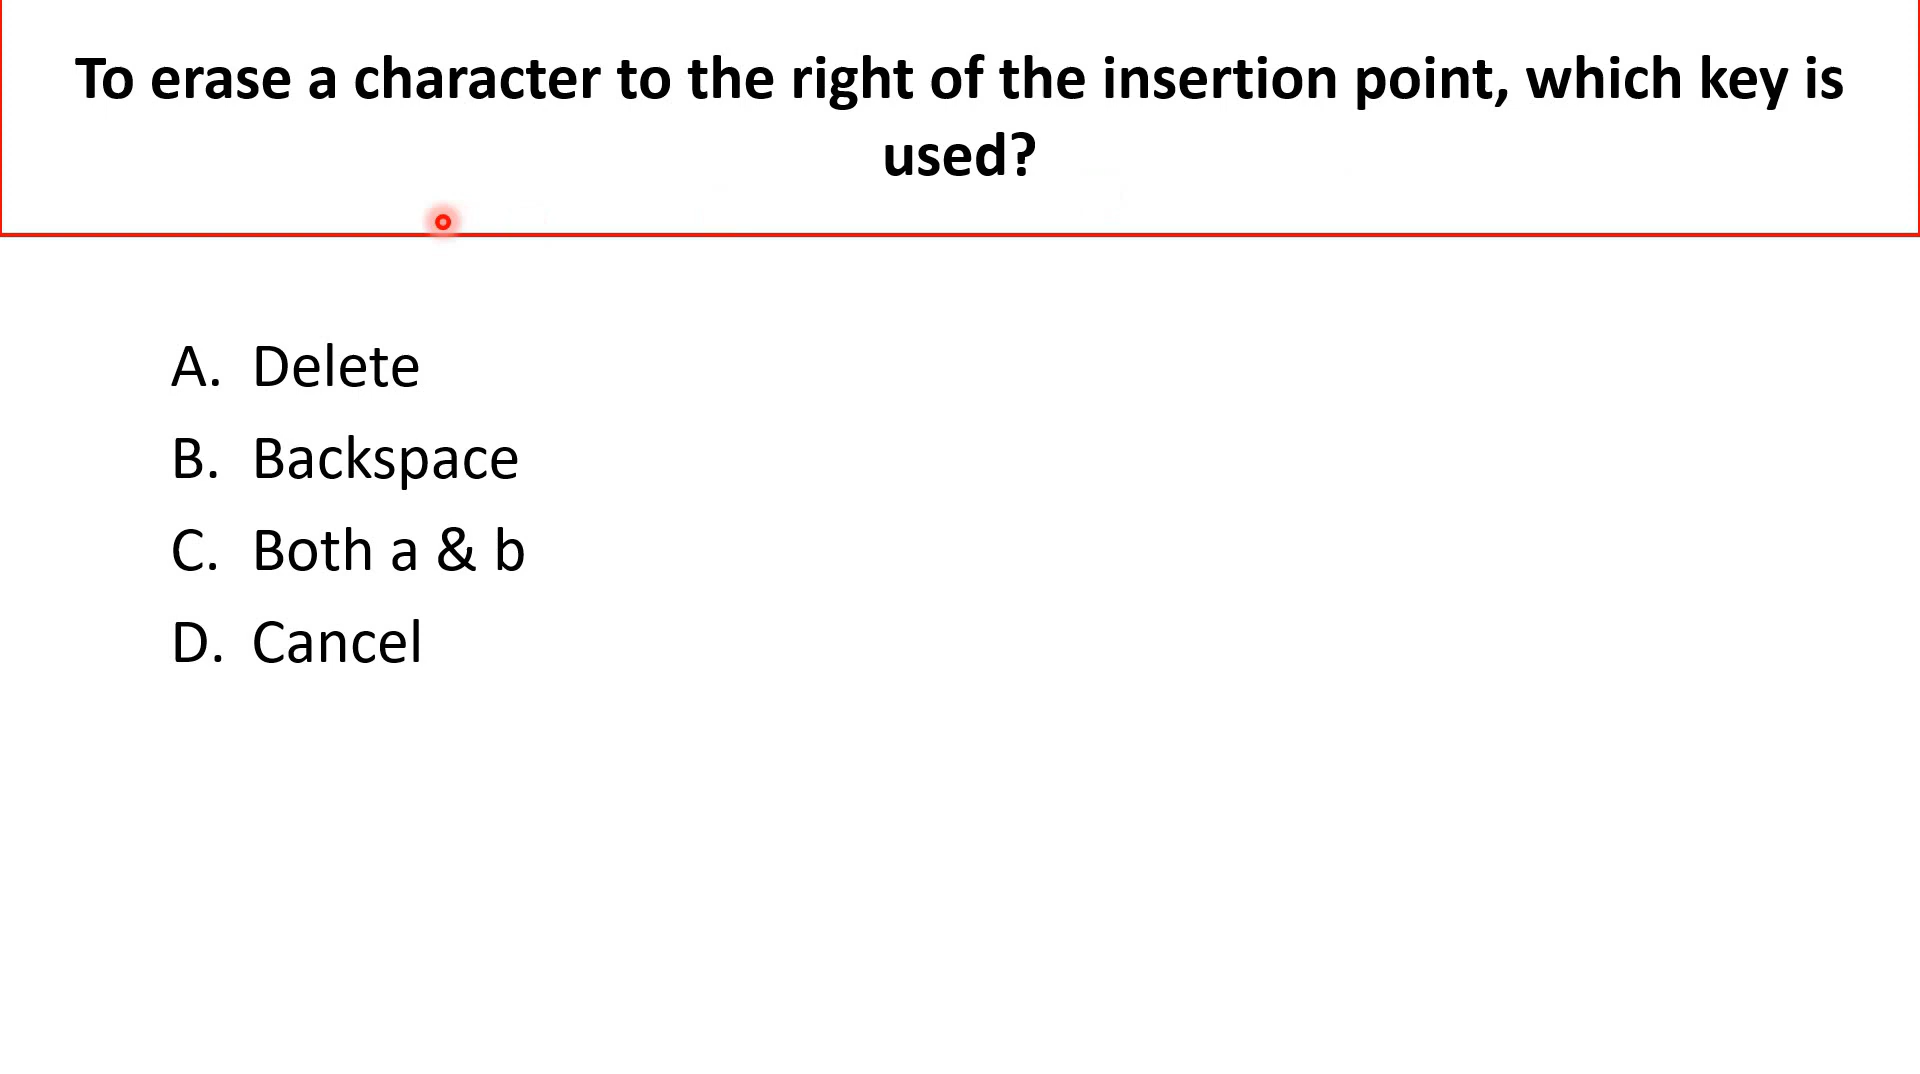 To erase a character to the right of the insertion point, which key is
used?
A. Delete
B. Backspace
C. Both a & b
D. Cancel